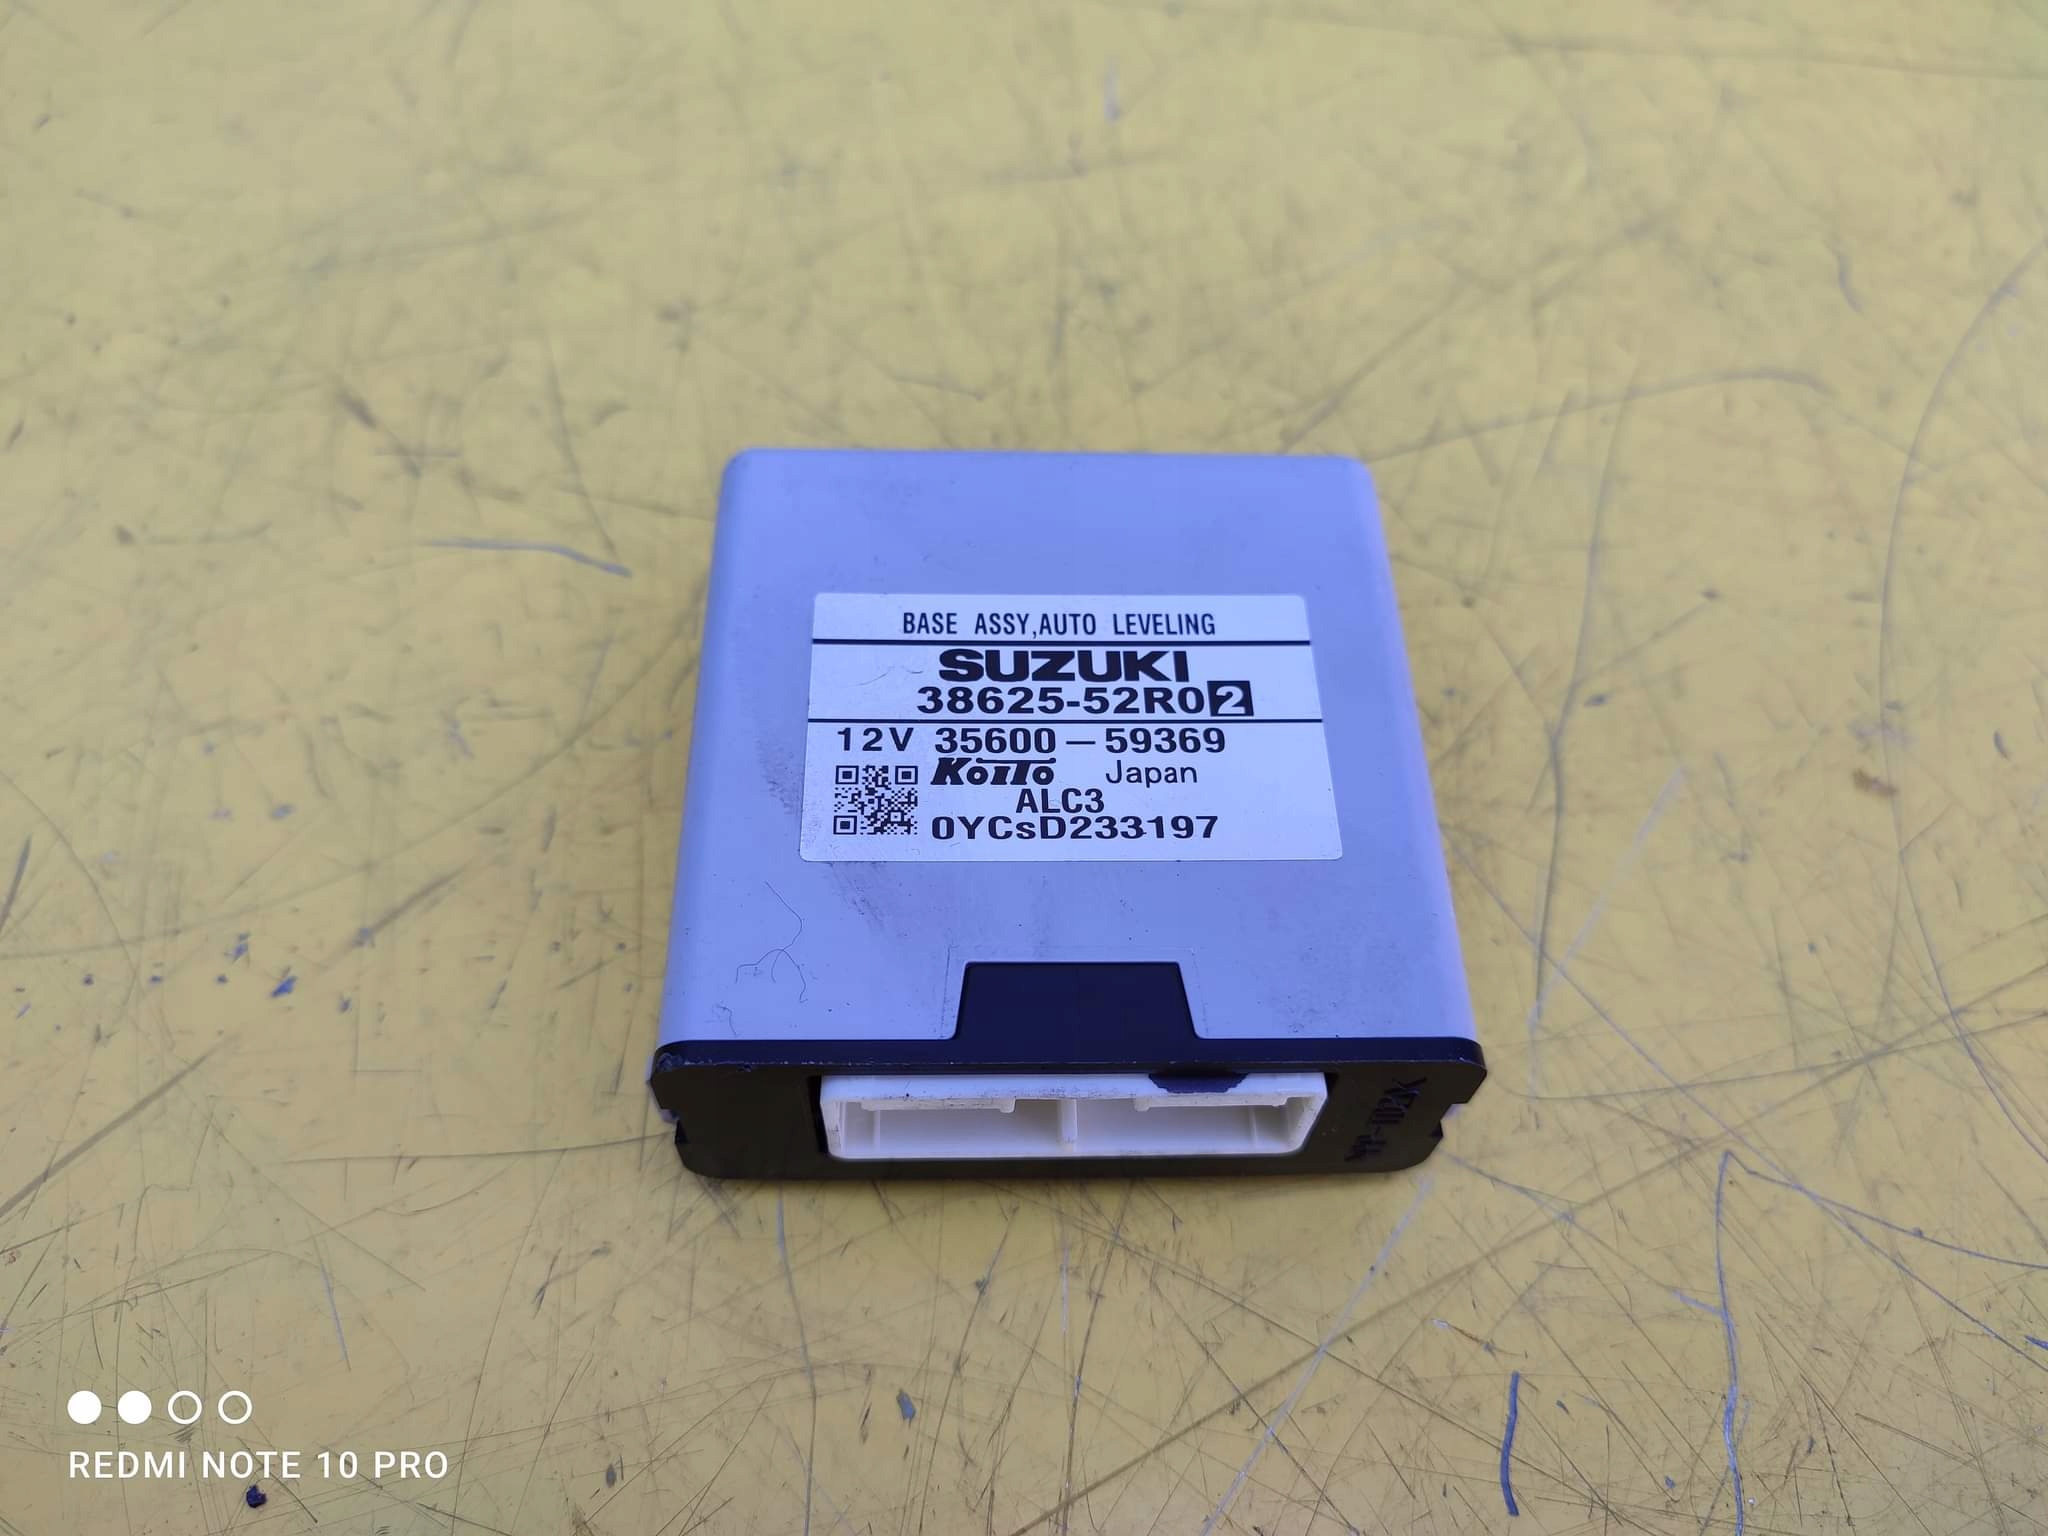 BASE ASSY,AUTO LEVELING
SUZUKI
38625-52R02
12V 35600-59369
KOITO Japan
ALC3
0YCsD233197
REDMI NOTE 10 PRO